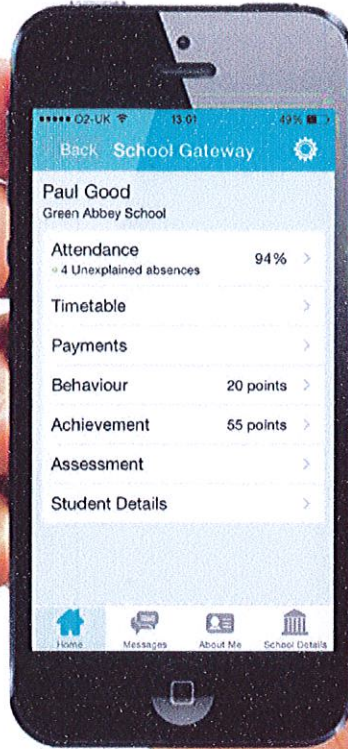 O2-UK 13:01 49%
Back School Gateway
Paul Good
Green Abbey School
Attendance 94%
4 Unexplained absences
Timetable
Payments
Behaviour 20 points
Achievement 55 points
Assessment
Student Details
Home Messages About Me School Details